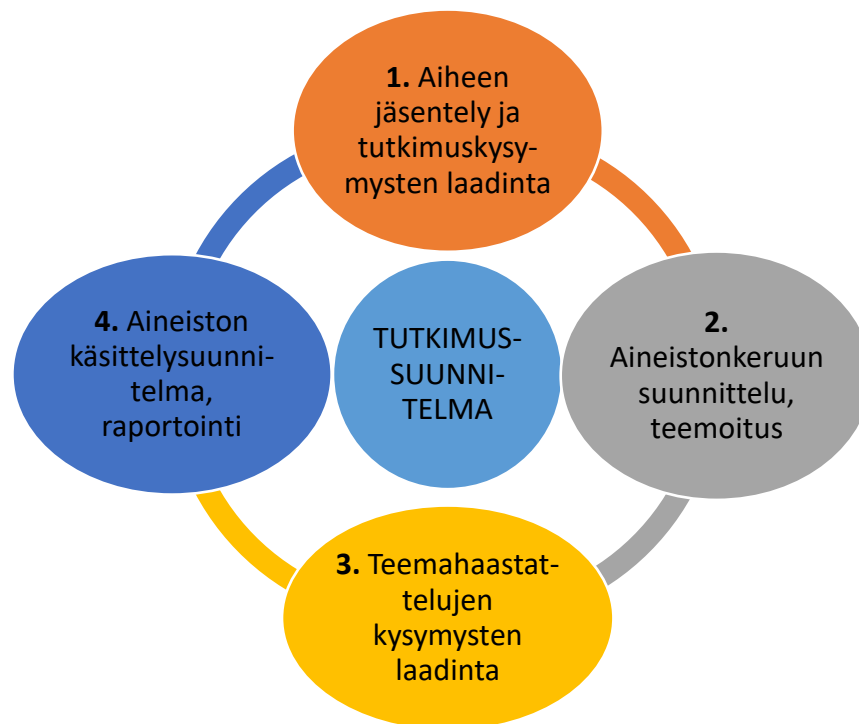 1. Aiheen
jäsentely ja
tutkimuskysy-
mysten laadinta
2.
Aineistonkeruun
suunnittelu,
teemoitus
3. Teemahaastat-
telujen
kysymysten
laadinta
4. Aineiston
käsittelysuunni-
telma,
raportointi
TUTKIMUS-
SUUNNI-
TELMA